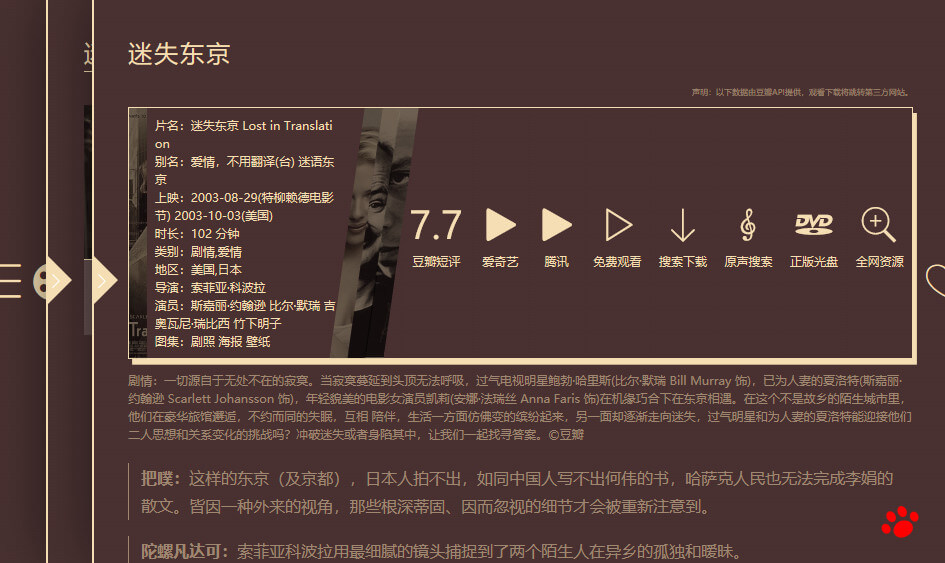 迷失东京
声明：以下数据由豆瓣API提供，观看下载将跳转第三方网站。
片名：迷失东京 Lost in Translati
on
别名：爱情，不用翻译(台) 迷语东
京
上映：2003-08-29(特柳赖德电影
节) 2003-10-03(美国)
时长：102 分钟
类别：剧情,爱情
地区：美国,日本
导演：索菲亚·科波拉
演员：斯嘉丽·约翰逊 比尔·默瑞 吉
奥瓦尼·瑞比西 竹下明子
图集：剧照 海报 壁纸
7.7
豆瓣短评 爱奇艺 腾讯 免费观看 搜索下载 原声搜索 正版光盘 全网资源
DVD
剧情：一切源自于无处不在的寂寞。当寂寞蔓延到头顶无法呼吸，过气电视明星鲍勃·哈里斯(比尔·默瑞 Bill Murray 饰)，已为人妻的夏洛特(斯嘉丽·
约翰逊 Scarlett Johansson 饰)，年轻貌美的电影女演员凯莉(安娜·法瑞丝 Anna Faris 饰)在机缘巧合下在东京相遇。在这个不是故乡的陌生城市里，
他们在豪华旅馆邂逅，不约而同的失眠，互相 陪伴，生活一方面仿佛变的缤纷起来，另一面却逐渐走向迷失，过气明星和为人妻的夏洛特能迎接他们
二人思想和关系变化的挑战吗？冲破迷失或者身陷其中，让我们一起找寻答案。©豆瓣
把噗：这样的东京（及京都），日本人拍不出，如同中国人写不出何伟的书，哈萨克人民也无法完成李娟的
散文。皆因一种外来的视角，那些根深蒂固、因而忽视的细节才会被重新注意到。
陀螺凡达可：索菲亚科波拉用最细腻的镜头捕捉到了两个陌生人在异乡的孤独和暧昧。